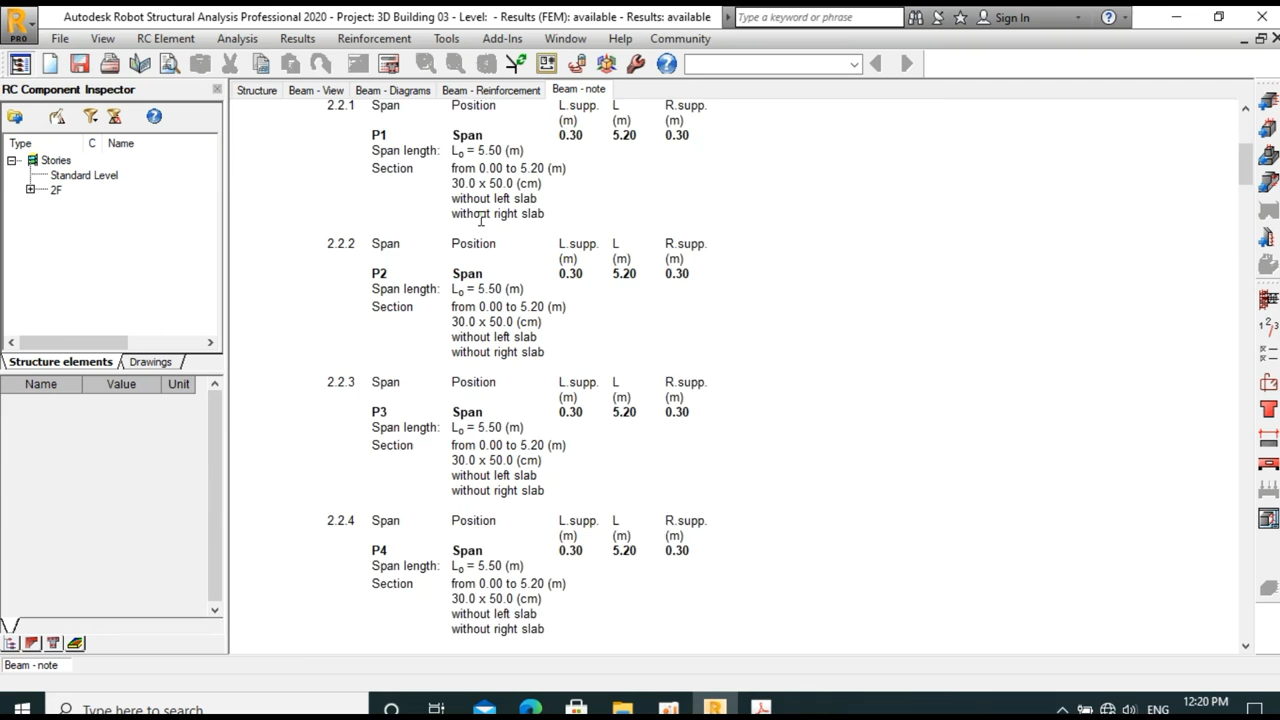 Autodesk Robot Structural Analysis Professional 2020 - Project: 3D Building 03 - Level:  - Results (FEM): available - Results: available
Type a keyword or phrase
Sign In
PRO
File View RC Element Analysis Results Reinforcement Tools Add-Ins Window Help Community
RC Component Inspector
Structure Beam - View Beam - Diagrams Beam - Reinforcement Beam - note
Type C Name
Stories
Standard Level
2F
Structure elements Drawings
Name Value Unit
2.2.1 Span Position L.supp. L R.supp.
(m) (m) (m)
P1 Span 0.30 5.20 0.30
Span length: L₀ = 5.50 (m)
Section from 0.00 to 5.20 (m)
30.0 x 50.0 (cm)
without left slab
without right slab
2.2.2 Span Position L.supp. L R.supp.
(m) (m) (m)
P2 Span 0.30 5.20 0.30
Span length: L₀ = 5.50 (m)
Section from 0.00 to 5.20 (m)
30.0 x 50.0 (cm)
without left slab
without right slab
2.2.3 Span Position L.supp. L R.supp.
(m) (m) (m)
P3 Span 0.30 5.20 0.30
Span length: L₀ = 5.50 (m)
Section from 0.00 to 5.20 (m)
30.0 x 50.0 (cm)
without left slab
without right slab
2.2.4 Span Position L.supp. L R.supp.
(m) (m) (m)
P4 Span 0.30 5.20 0.30
Span length: L₀ = 5.50 (m)
Section from 0.00 to 5.20 (m)
30.0 x 50.0 (cm)
without left slab
without right slab
Beam - note
Type here to search
ENG
12:20 PM